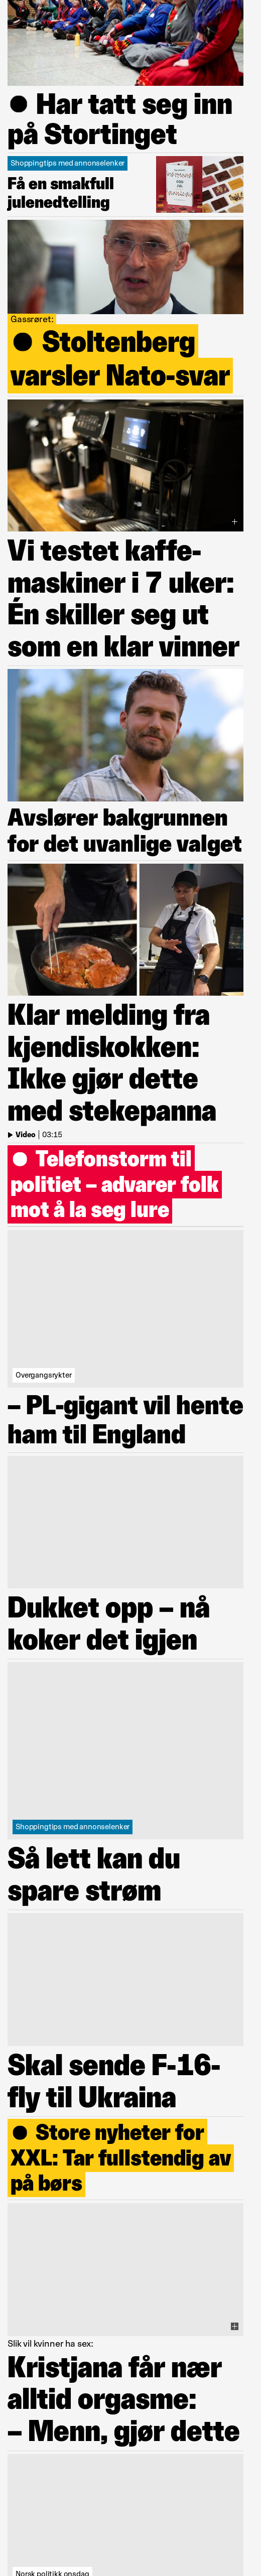 ● Har tatt seg inn
på Stortinget
Shoppingtips med annonselenker
Få en smakfull
julenedtelling
Gassrøret:
● Stoltenberg
varsler Nato-svar
Vi testet kaffe-
maskiner i 7 uker:
Én skiller seg ut
som en klar vinner
Avslører bakgrunnen
for det uvanlige valget
Klar melding fra
kjendiskokken:
Ikke gjør dette
med stekepanna
Video | 03:15
● Telefonstorm til
politiet – advarer folk
mot å la seg lure
Overgangsrykter
– PL-gigant vil hente
ham til England
Dukket opp – nå
koker det igjen
Shoppingtips med annonselenker
Så lett kan du
spare strøm
Skal sende F-16-
fly til Ukraina
● Store nyheter for
XXL: Tar fullstendig av
på børs
Slik vil kvinner ha sex:
Kristjana får nær
alltid orgasme:
– Menn, gjør dette
Norsk politikk onsdag